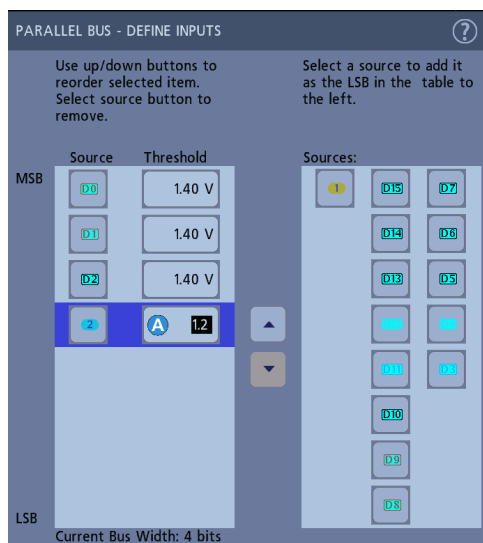 PARALLEL BUS - DEFINE INPUTS
?
Use up/down buttons to
reorder selected item.
Select source button to
remove.
Select a source to add it
as the LSB in the table to
the left.
Source Threshold
Sources:
MSB
D0 1.40 V
D1 1.40 V
D2 1.40 V
2 A 1.2
LSB
Current Bus Width: 4 bits
1 D15 D7
D14 D6
D13 D5
D11 D3
D10
D9
D8